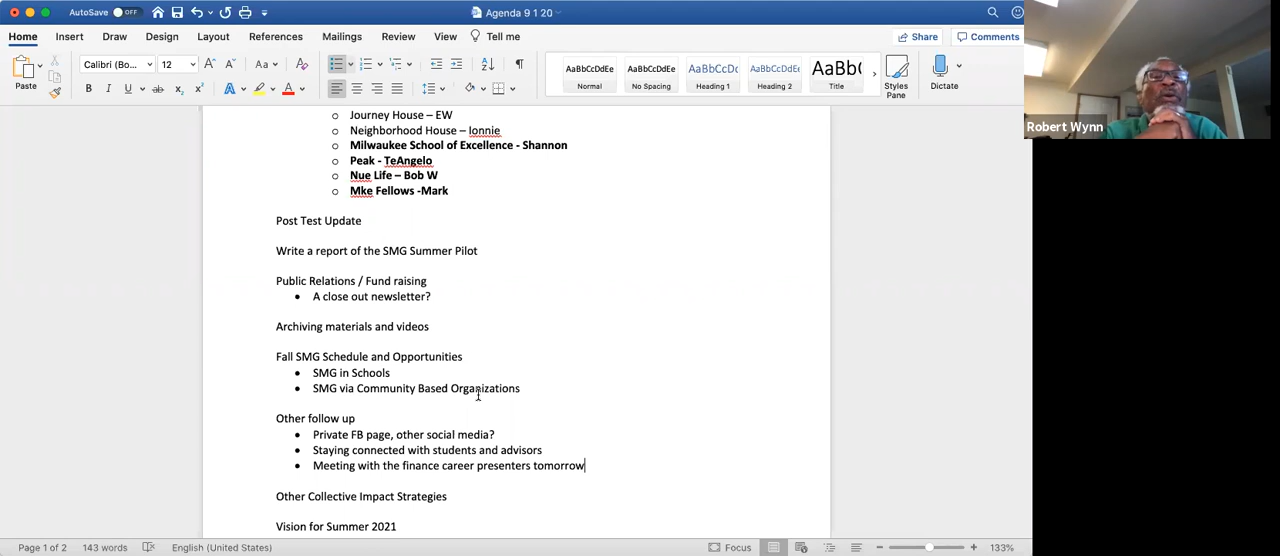 AutoSave OFF
Agenda 9 1 20
Home Insert Draw Design Layout References Mailings Review View Tell me
Share Comments
Paste
Calibri (Bo... 12
Aa
B I U ab x₂ x² A A
AaBbCcDdEe AaBbCcDdEe AaBbCcDc AaBbCcDdEe AaBb(
Normal No Spacing Heading 1 Heading 2 Title
Styles Pane
Dictate
Robert Wynn
o Journey House – EW
o Neighborhood House – lonnie
o Milwaukee School of Excellence - Shannon
o Peak - TeAngelo
o Nue Life – Bob W
o Mke Fellows -Mark
Post Test Update
Write a report of the SMG Summer Pilot
Public Relations / Fund raising
• A close out newsletter?
Archiving materials and videos
Fall SMG Schedule and Opportunities
• SMG in Schools
• SMG via Community Based Organizations
Other follow up
• Private FB page, other social media?
• Staying connected with students and advisors
• Meeting with the finance career presenters tomorrow
Other Collective Impact Strategies
Vision for Summer 2021
Page 1 of 2 143 words English (United States) Focus 133%